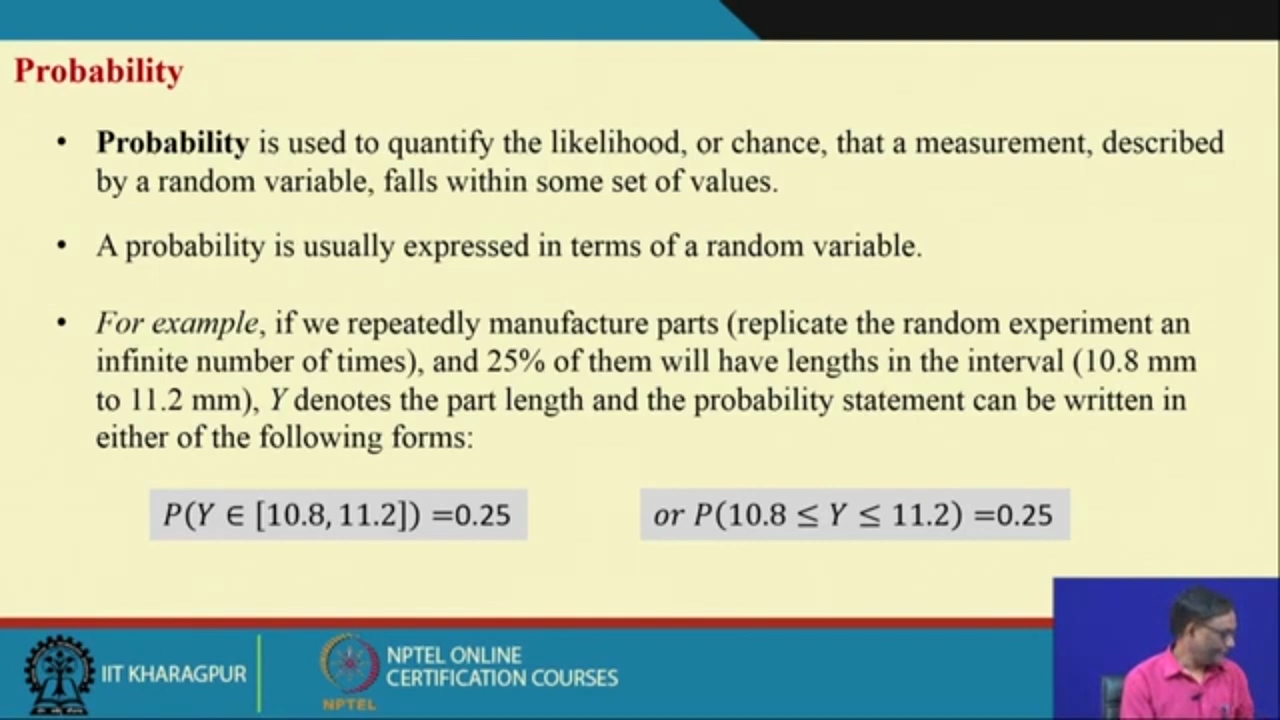 Probability
• Probability is used to quantify the likelihood, or chance, that a measurement, described
by a random variable, falls within some set of values.
• A probability is usually expressed in terms of a random variable.
• For example, if we repeatedly manufacture parts (replicate the random experiment an
infinite number of times), and 25% of them will have lengths in the interval (10.8 mm
to 11.2 mm), Y denotes the part length and the probability statement can be written in
either of the following forms:
P(Y ∈ [10.8, 11.2]) =0.25
or P(10.8 ≤ Y ≤ 11.2) =0.25
IIT KHARAGPUR
NPTEL
NPTEL ONLINE
CERTIFICATION COURSES